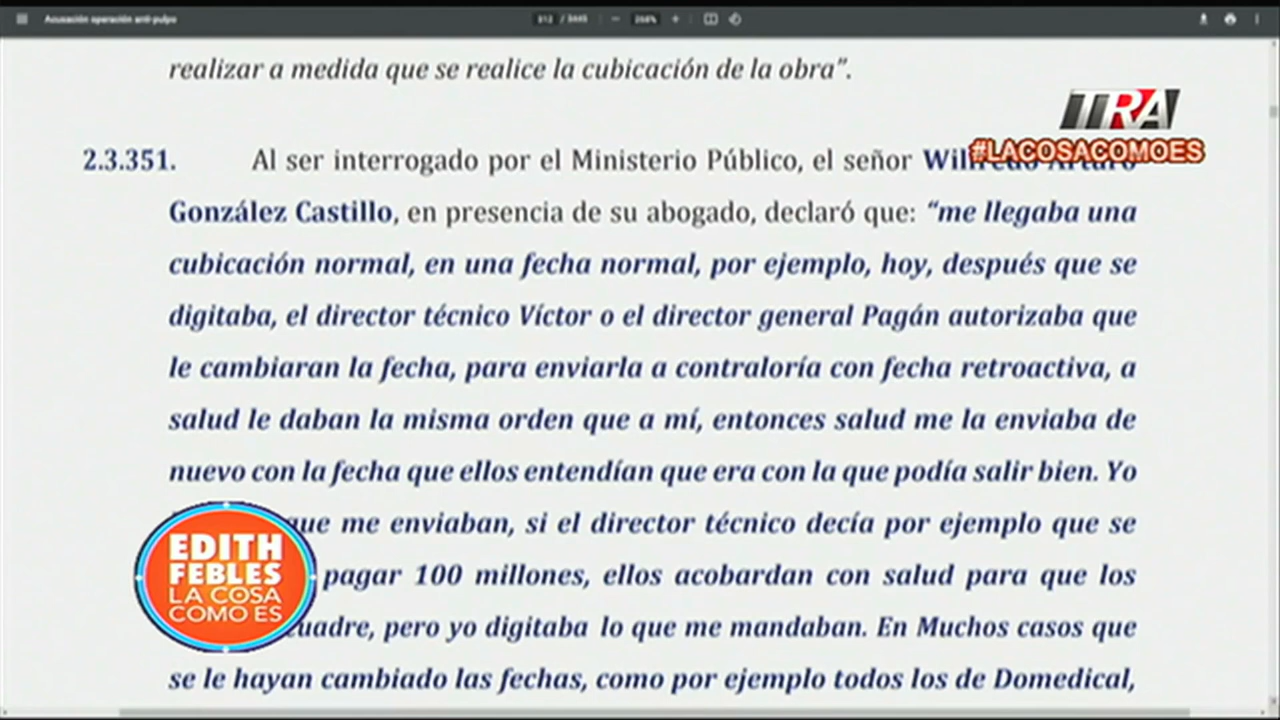 Acusación operación anti-pulpo
312 / 3445
268%
realizar a medida que se realice la cubicación de la obra”.
TRA
#LACOSACOMOES
2.3.351. Al ser interrogado por el Ministerio Público, el señor
González Castillo, en presencia de su abogado, declaró que: “me llegaba una
cubicación normal, en una fecha normal, por ejemplo, hoy, después que se
digitaba, el director técnico Víctor o el director general Pagán autorizaba que
le cambiaran la fecha, para enviarla a contraloría con fecha retroactiva, a
salud le daban la misma orden que a mí, entonces salud me la enviaba de
nuevo con la fecha que ellos entendían que era con la que podía salir bien. Yo
que me enviaban, si el director técnico decía por ejemplo que se
pagar 100 millones, ellos acobardan con salud para que los
cuadre, pero yo digitaba lo que me mandaban. En Muchos casos que
se le hayan cambiado las fechas, como por ejemplo todos los de Domedical,
EDITH
FEBLES
LA COSA
COMO ES